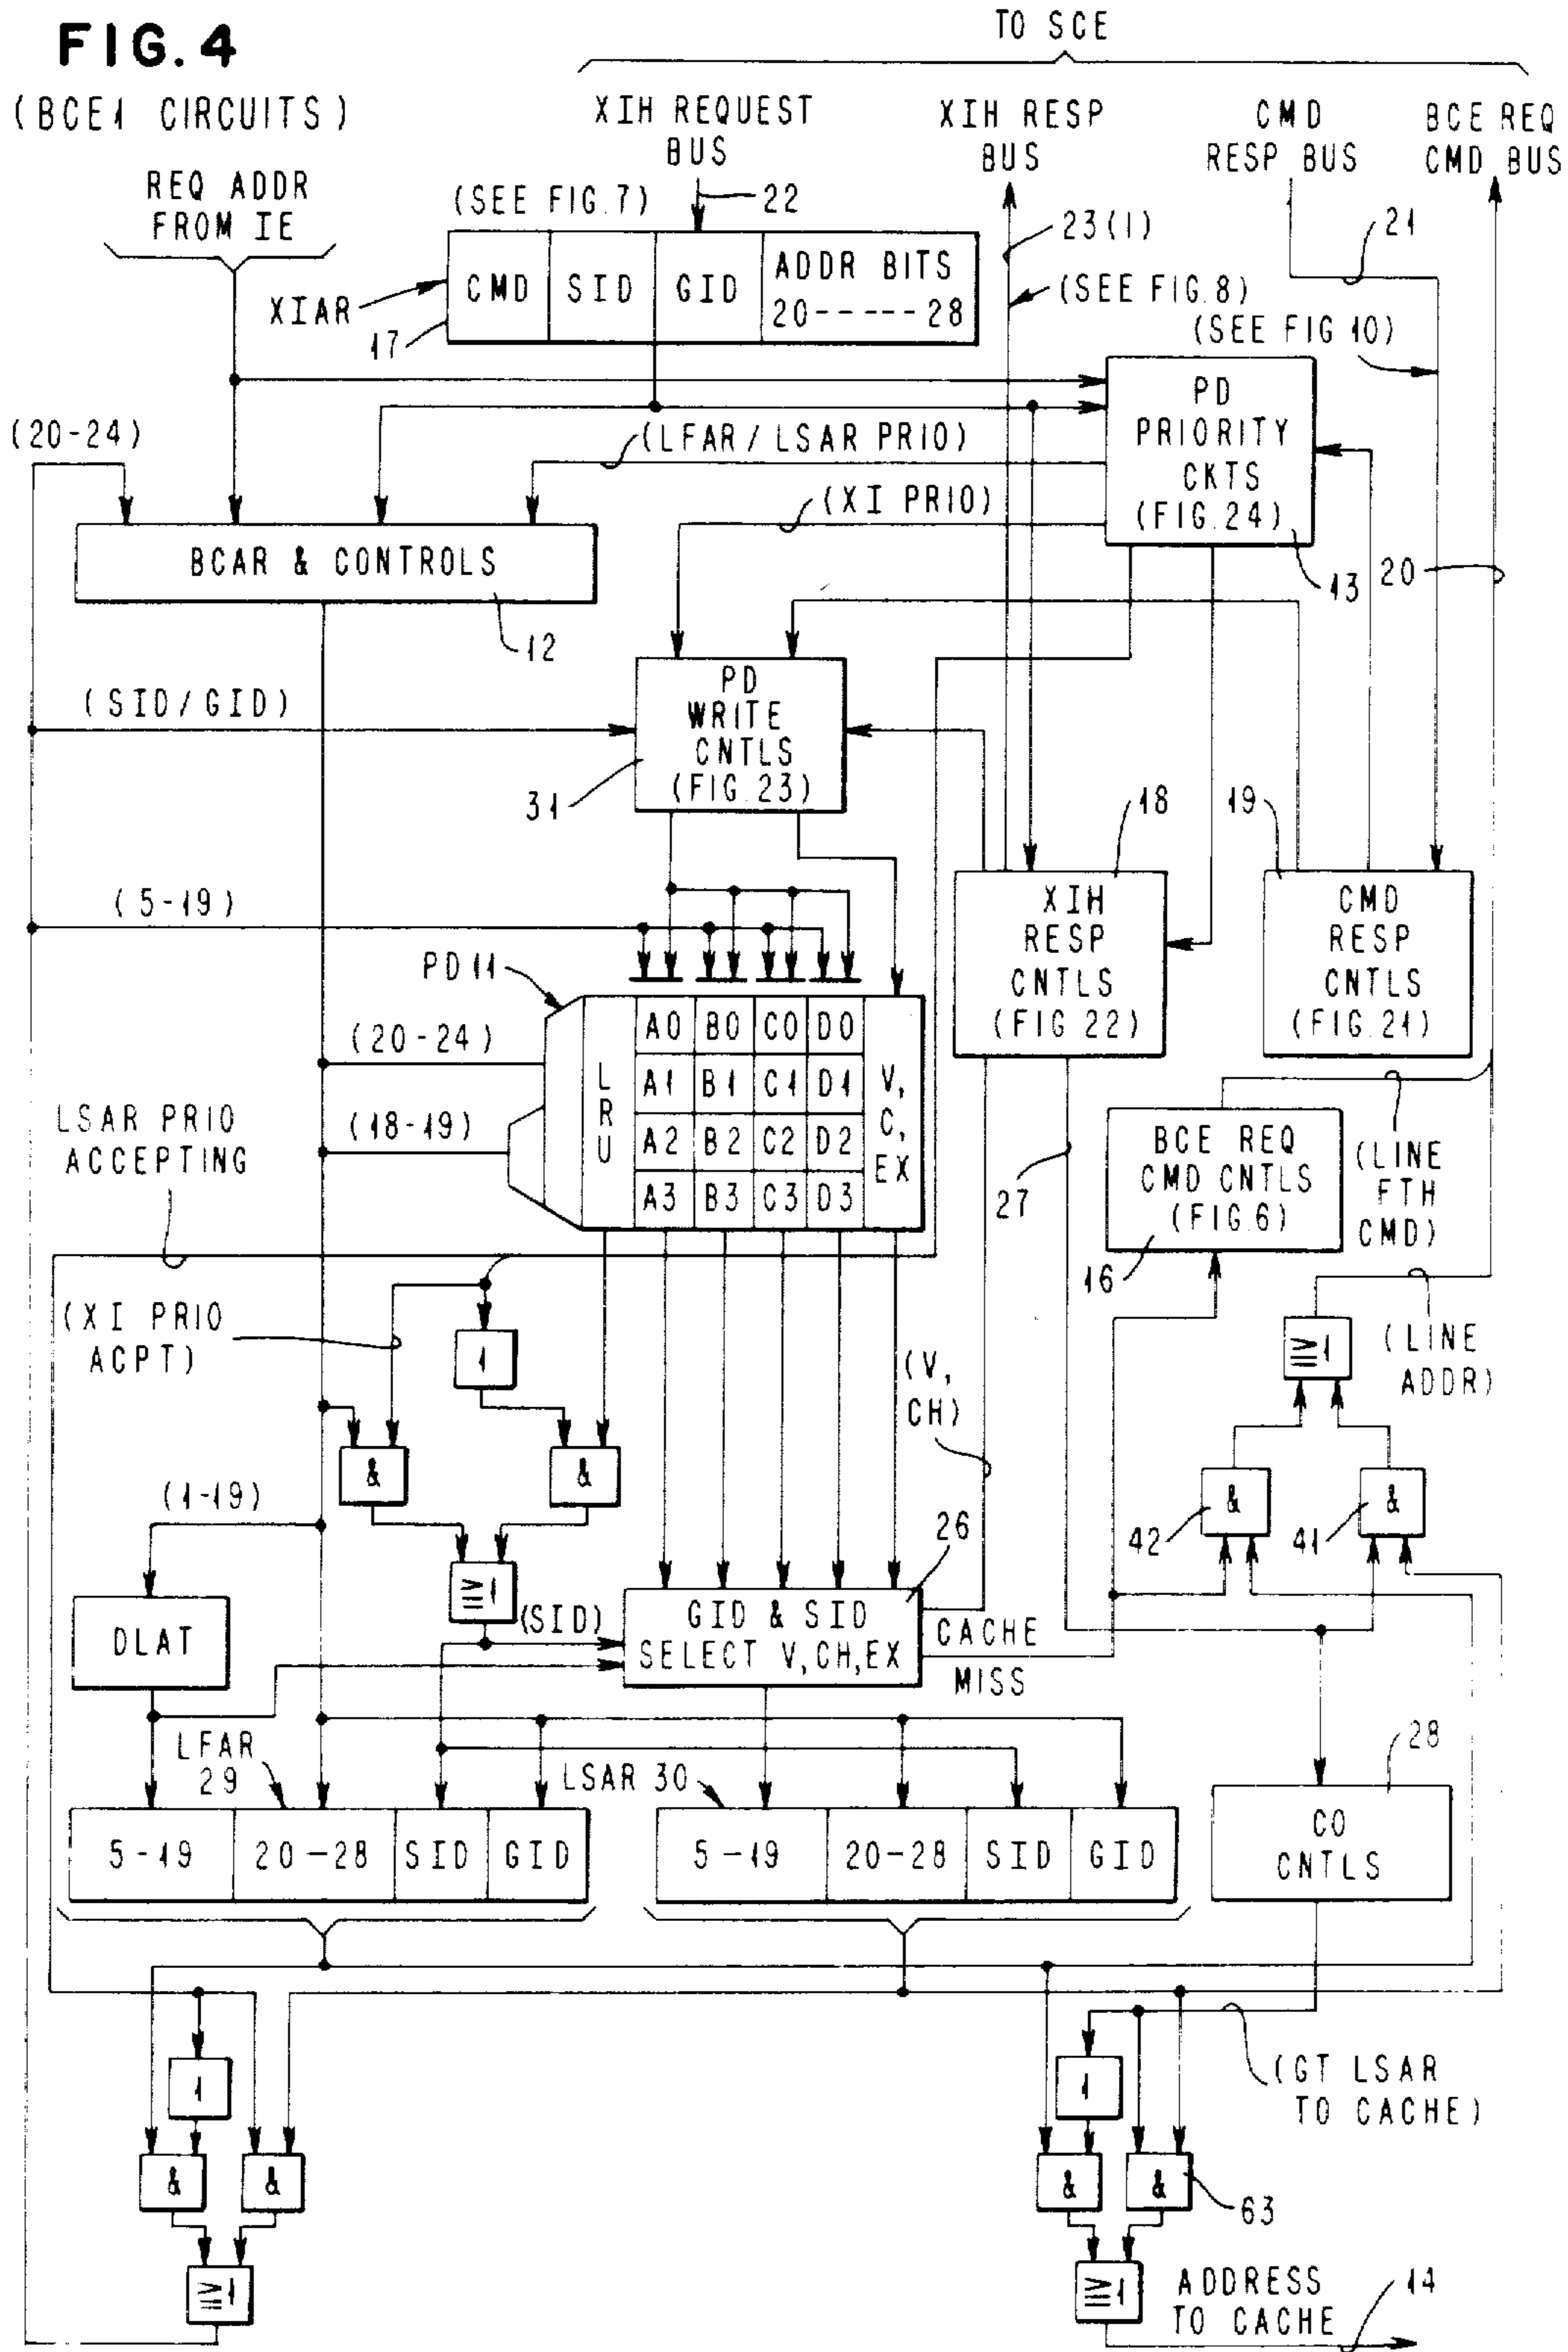 FIG. 4
(BCE1 CIRCUITS)
TO SCE
XIH REQUEST
BUS
XIH RESP
BUS
CMD
RESP BUS
BCE REQ
CMD BUS
REQ ADDR
FROM IE
(SEE FIG. 7)
22
23(1)
21
XIAR
17
CMD
SID
GID
ADDR BITS
20-----28
(SEE FIG. 8)
(SEE FIG 10)
(20-24)
(LFAR/LSAR PRIO)
(XI PRIO)
PD
PRIORITY
CKTS
(FIG. 24)
13
20
BCAR & CONTROLS
12
(SID/GID)
PD
WRITE
CNTLS
(FIG. 23)
31
18
19
(5-19)
XIH
RESP
CNTLS
(FIG 22)
CMD
RESP
CNTLS
(FIG. 21)
PD 11
(20-24)
(18-19)
LRU
A0 B0 C0 D0
A1 B1 C1 D1
A2 B2 C2 D2
A3 B3 C3 D3
V,
C,
EX
LSAR PRIO
ACCEPTING
27
BCE REQ
CMD CNTLS
(FIG. 6)
16
(LINE
FTH
CMD)
(XI PRIO
ACPT)
1
(V,
CH)
≥1
(LINE
ADDR)
&
&
&
&
42
41
(1-19)
26
≥1
(SID)
DLAT
GID & SID
SELECT V, CH, EX
CACHE
MISS
LFAR
29
LSAR 30
28
5-19
20-28
SID
GID
5-19
20-28
SID
GID
CO
CNTLS
1
1
(GT LSAR
TO CACHE)
&
&
&
&
63
≥1
≥1
ADDRESS
TO CACHE
14